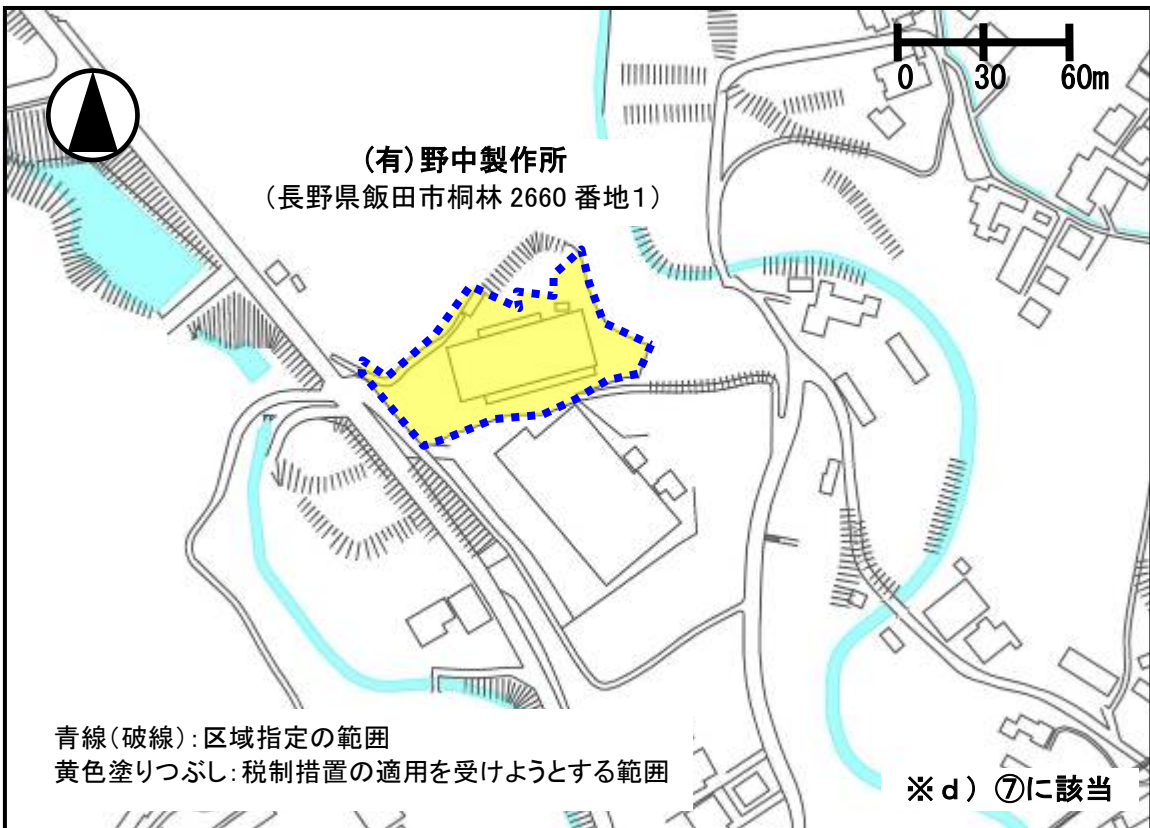 0 30 60m
(有)野中製作所
(長野県飯田市桐林 2660 番地1)
青線(破線):区域指定の範囲
黄色塗りつぶし:税制措置の適用を受けようとする範囲
※d) ⑦に該当